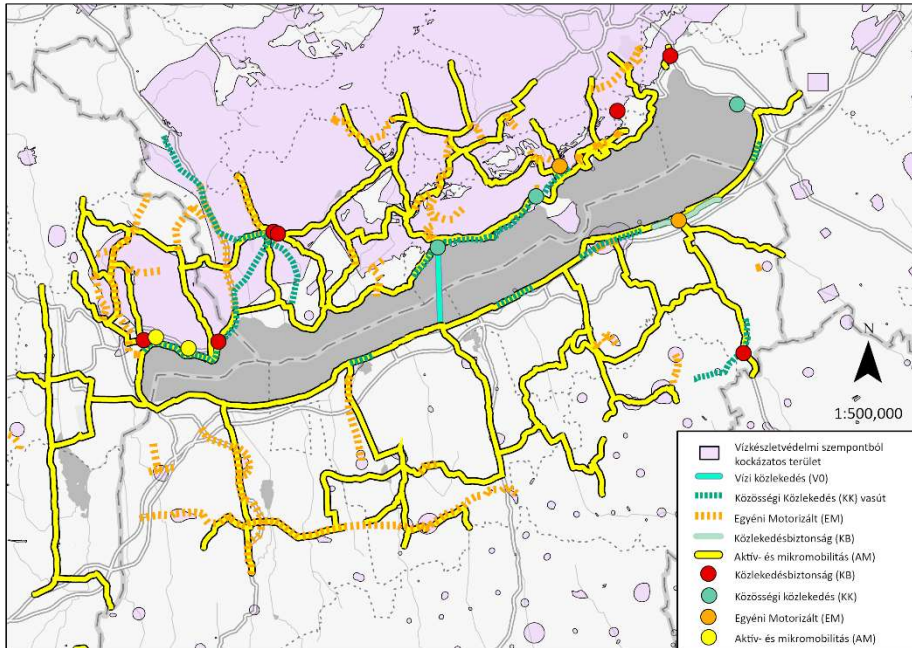 N
1:500,000
Vízkészletvédelmi szempontból
kockázatos terület
Vízi közlekedés (V0)
Közösségi Közlekedés (KK) vasút
Egyéni Motorizált (EM)
Közlekedésbiztonság (KB)
Aktív- és mikromobilitás (AM)
Közlekedésbiztonság (KB)
Közösségi közlekedés (KK)
Egyéni Motorizált (EM)
Aktív- és mikromobilitás (AM)